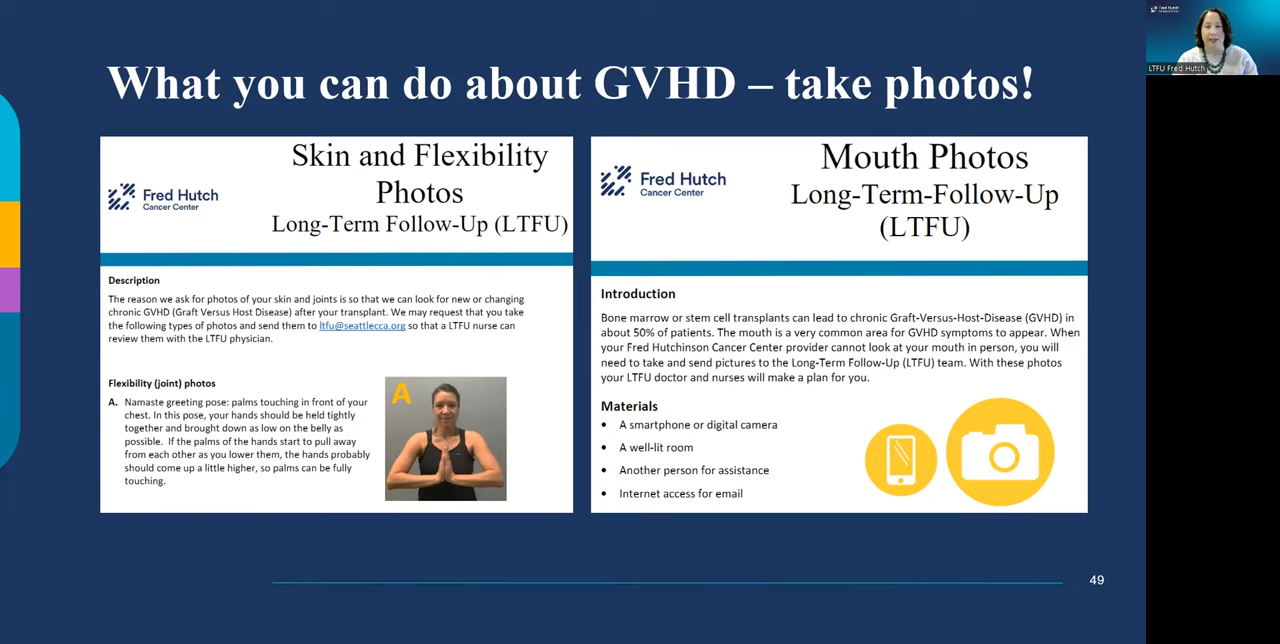 What you can do about GVHD – take photos!
Fred Hutch
Cancer Center
Skin and Flexibility
Photos
Long-Term Follow-Up (LTFU)
Description
The reason we ask for photos of your skin and joints is so that we can look for new or changing
chronic GVHD (Graft Versus Host Disease) after your transplant. We may request that you take
the following types of photos and send them to ltfu@seattlecca.org so that a LTFU nurse can
review them with the LTFU physician.
Flexibility (joint) photos
A. Namaste greeting pose: palms touching in front of your
chest. In this pose, your hands should be held tightly
together and brought down as low on the belly as
possible. If the palms of the hands start to pull away
from each other as you lower them, the hands probably
should come up a little higher, so palms can be fully
touching.
A
Fred Hutch
Cancer Center
Mouth Photos
Long-Term-Follow-Up
(LTFU)
Introduction
Bone marrow or stem cell transplants can lead to chronic Graft-Versus-Host-Disease (GVHD) in
about 50% of patients. The mouth is a very common area for GVHD symptoms to appear. When
your Fred Hutchinson Cancer Center provider cannot look at your mouth in person, you will
need to take and send pictures to the Long-Term Follow-Up (LTFU) team. With these photos
your LTFU doctor and nurses will make a plan for you.
Materials
• A smartphone or digital camera
• A well-lit room
• Another person for assistance
• Internet access for email
49
Fred Hutch
LTFU Fred Hutch